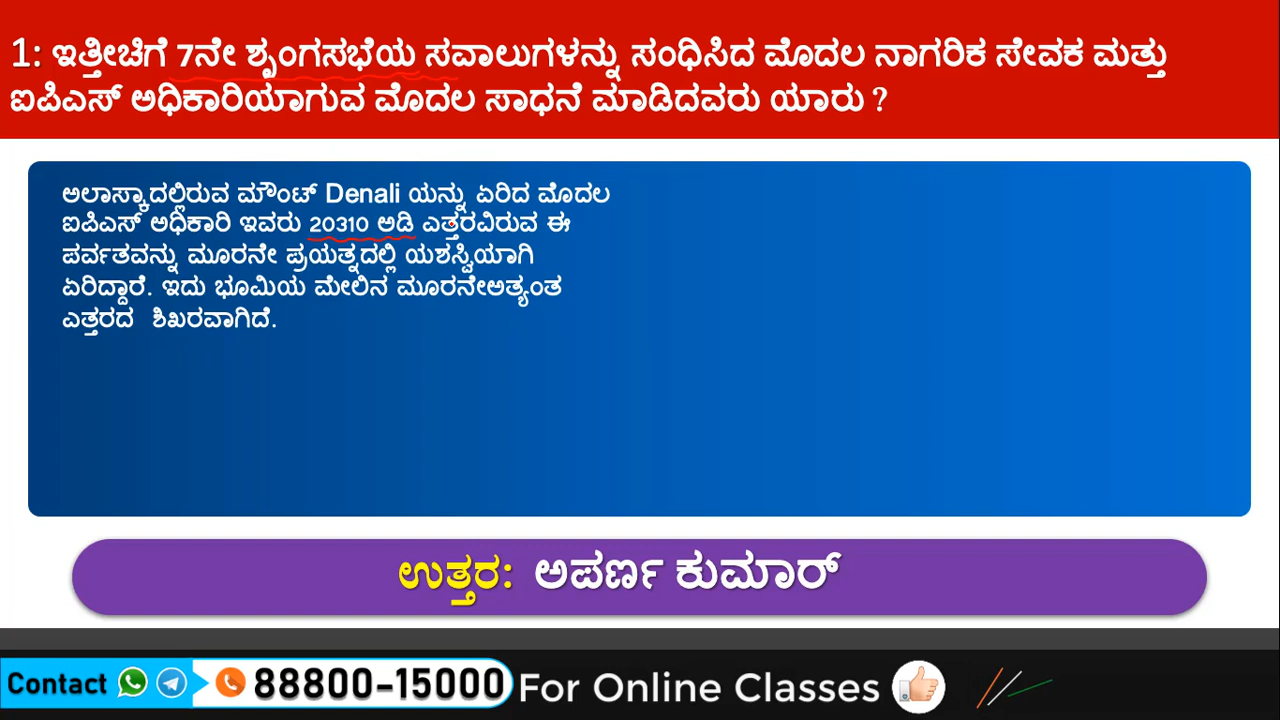 1: ಇತ್ತೀಚಿಗೆ 7ನೇ ಶೃಂಗಸಭೆಯ ಸವಾಲುಗಳನ್ನು ಸಂಧಿಸಿದ ಮೊದಲ ನಾಗರಿಕ ಸೇವಕ ಮತ್ತು
ಐಪಿಎಸ್ ಅಧಿಕಾರಿಯಾಗುವ ಮೊದಲ ಸಾಧನೆ ಮಾಡಿದವರು ಯಾರು ?
ಅಲಾಸ್ಕಾದಲ್ಲಿರುವ ಮೌಂಟ್ Denali ಯನ್ನು ಏರಿದ ಮೊದಲ
ಐಪಿಎಸ್ ಅಧಿಕಾರಿ ಇವರು 20310 ಅಡಿ ಎತ್ತರವಿರುವ ಈ
ಪರ್ವತವನ್ನು ಮೂರನೇ ಪ್ರಯತ್ನದಲ್ಲಿ ಯಶಸ್ವಿಯಾಗಿ
ಏರಿದ್ದಾರೆ. ಇದು ಭೂಮಿಯ ಮೇಲಿನ ಮೂರನೇಅತ್ಯಂತ
ಎತ್ತರದ ಶಿಖರವಾಗಿದೆ.
ಉತ್ತರ: ಅಪರ್ಣ ಕುಮಾರ್
Contact 88800-15000 For Online Classes